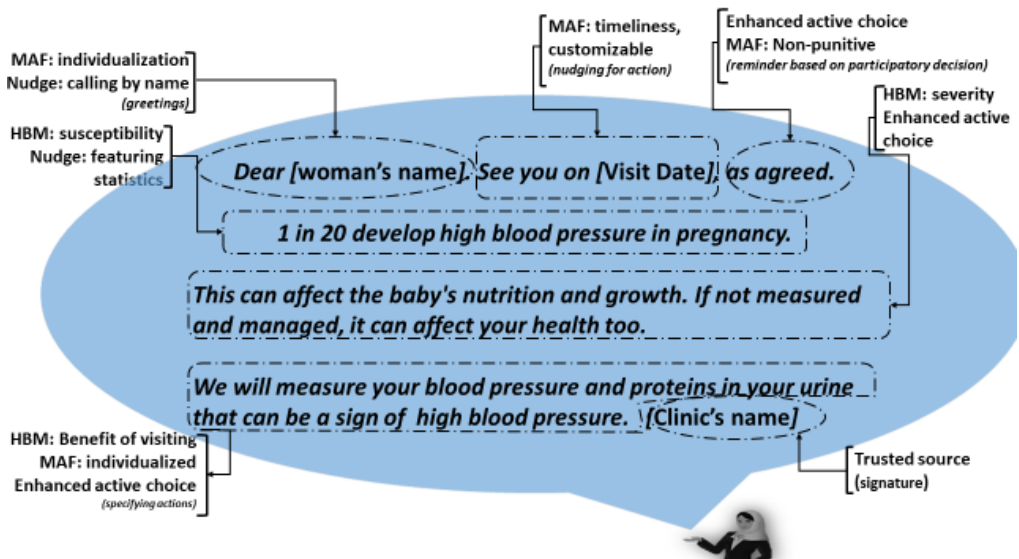 MAF: timeliness,
customizable
(nudging for action)
Enhanced active choice
MAF: Non-punitive
(reminder based on participatory decision)
MAF: individualization
Nudge: calling by name
(greetings)
HBM: severity
Enhanced active
choice
HBM: susceptibility
Nudge: featuring
statistics
Dear [woman's name]. See you on [Visit Date], as agreed.
1 in 20 develop high blood pressure in pregnancy.
This can affect the baby's nutrition and growth. If not measured
and managed, it can affect your health too.
We will measure your blood pressure and proteins in your urine
that can be a sign of high blood pressure. [Clinic's name]
HBM: Benefit of visiting
MAF: individualized
Enhanced active choice
(specifying actions)
Trusted source
(signature)